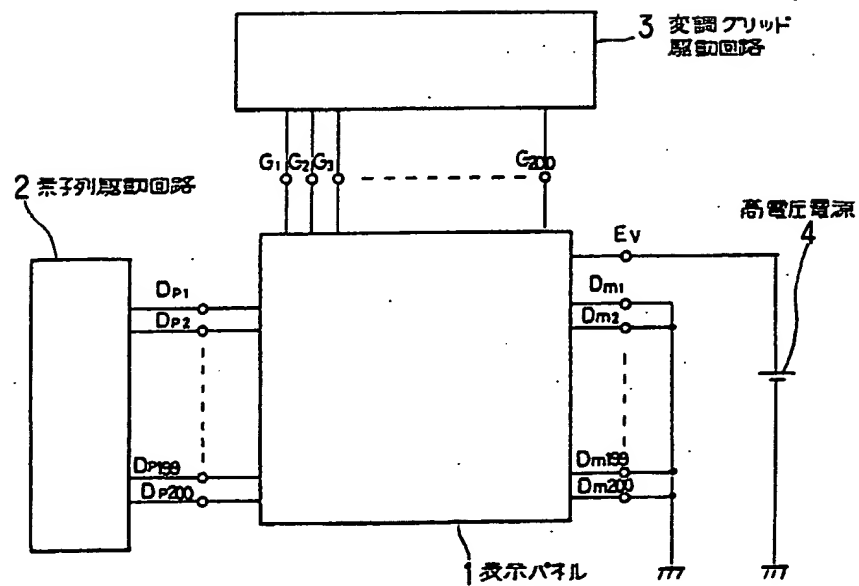 3 変調グリッド
駆動回路
G1 G2 G3 G200
2 素子列駆動回路
高電圧電源
4
Ev
DP1
DP2
Dm1
Dm2
DP199
DP200
Dm199
Dm200
1 表示パネル